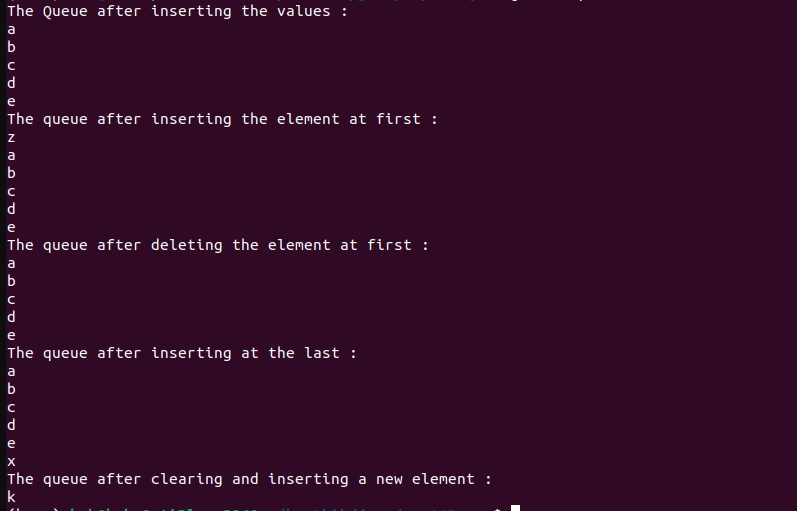 The Queue after inserting the values :
a
b
c
d
e
The queue after inserting the element at first :
z
a
b
c
d
e
The queue after deleting the element at first :
a
b
c
d
e
The queue after inserting at the last :
a
b
c
d
e
x
The queue after clearing and inserting a new element :
k